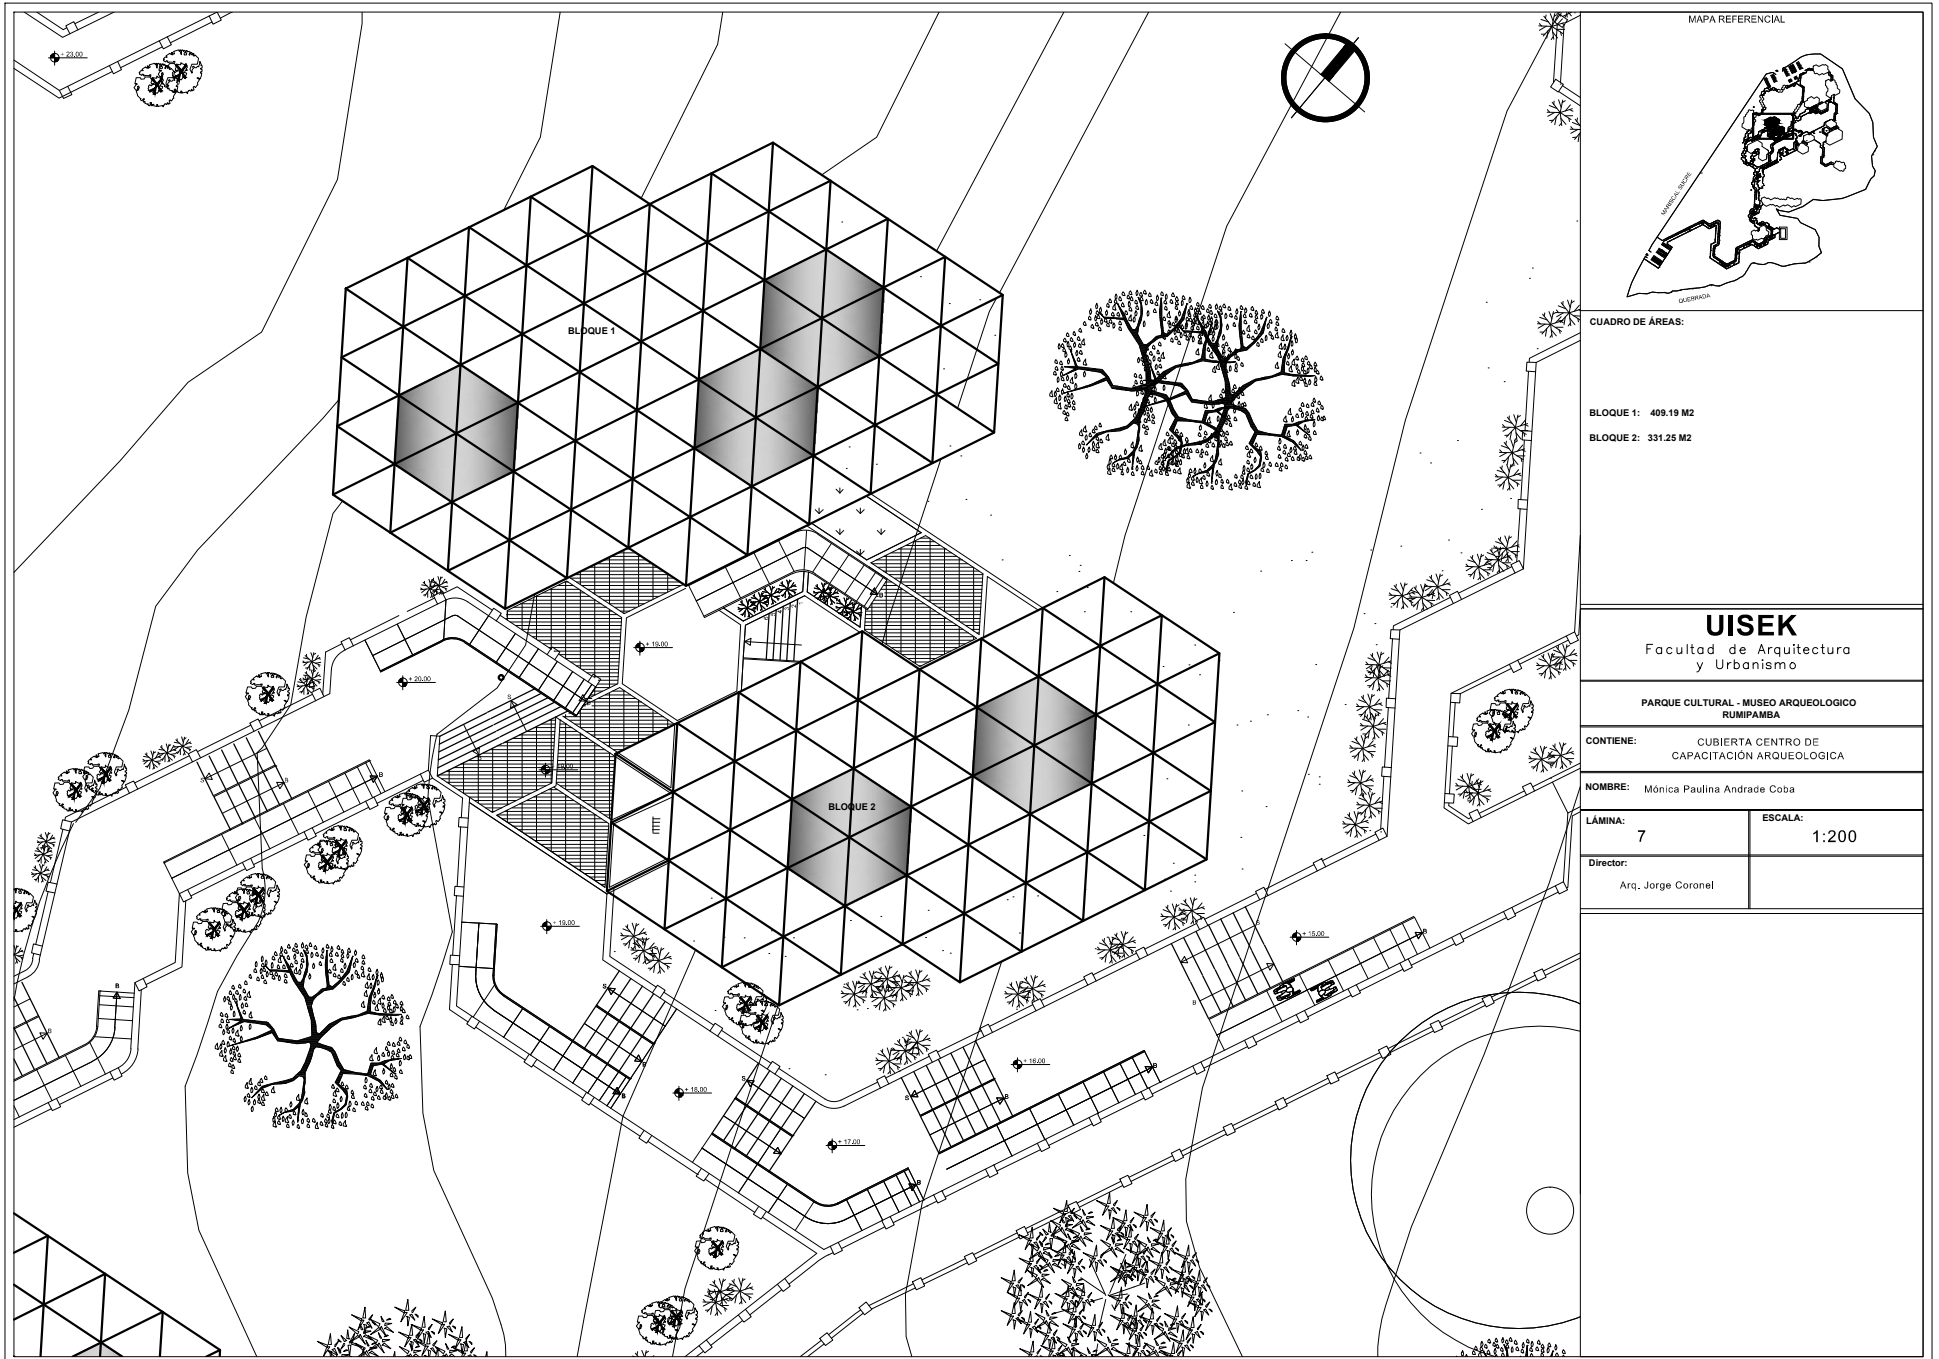 + 23.00
BLOQUE 1
+ 19.00
+ 20.00
S
B
BLOQUE 2
+ 19.00
+ 15.00
+ 16.00
+ 18.00
+ 17.00
MAPA REFERENCIAL
MARISCAL SUCRE
QUEBRADA
CUADRO DE ÁREAS:
BLOQUE 1: 409.19 M2
BLOQUE 2: 331.25 M2
UISEK
Facultad de Arquitectura
y Urbanismo
PARQUE CULTURAL - MUSEO ARQUEOLOGICO
RUMIPAMBA
CONTIENE: CUBIERTA CENTRO DE
CAPACITACIÓN ARQUEOLOGICA
NOMBRE: Mónica Paulina Andrade Coba
LÁMINA: ESCALA:
7 1:200
Director:
Arq. Jorge Coronel